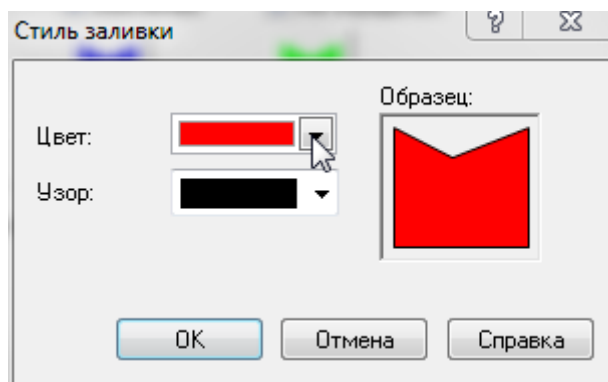 Стиль заливки
Образец:
Цвет:
Узор:
OK
Отмена
Справка